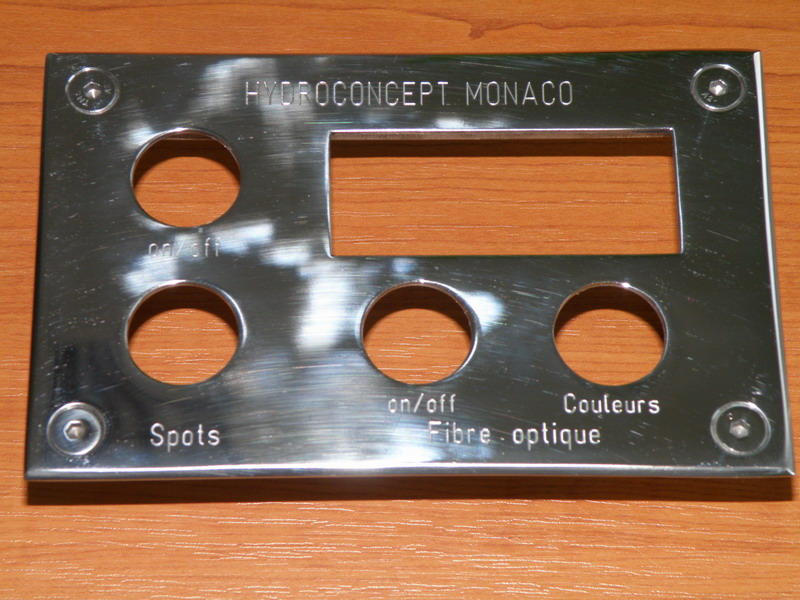 HYDROCONCEPT MONACO
on/off
on/off
Couleurs
Spots
Fibre optique